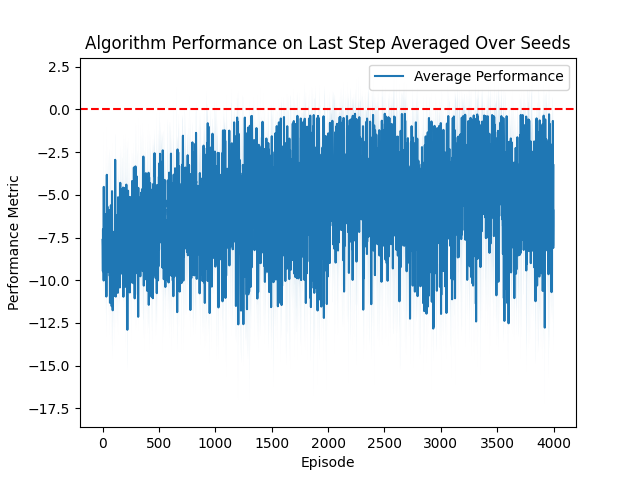 Algorithm Performance on Last Step Averaged Over Seeds
Average Performance
Performance Metric
2.5
0.0
−2.5
−5.0
−7.5
−10.0
−12.5
−15.0
−17.5
0 500 1000 1500 2000 2500 3000 3500 4000
Episode